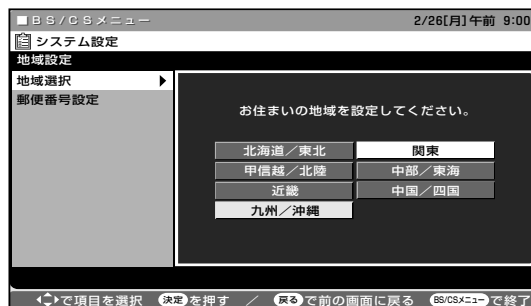 ■BS/CSメニュー 2/26[月]午前 9:00
システム設定
地域設定
地域選択
郵便番号設定
お住まいの地域を設定してください。
北海道／東北 関東
甲信越／北陸 中部／東海
近畿 中国／四国
九州／沖縄
で項目を選択 決定を押す ／ 戻るで前の画面に戻る BS/CSメニューで終了